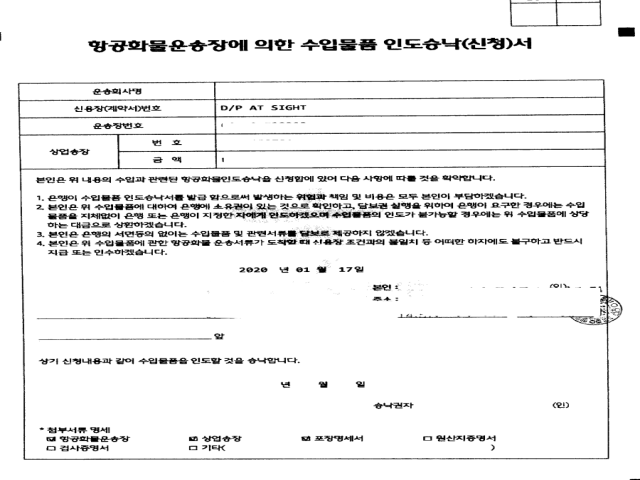 항공화물운송장에 의한 수입물품 인도승낙(신청)서
운송회사명
신용장(계약서)번호 D/P AT SIGHT
운송장번호
상업송장 번 호
금 액
본인은 위 내용의 수입과 관련된 항공화물인도승낙을 신청함에 있어 다음 사항에 따를 것을 확약합니다.
1. 은행이 수입물품 인도승낙서를 발급 함으로써 발생하는 위험과 책임 및 비용은 모두 본인이 부담하겠습니다.
2. 본인은 위 수입물품에 대하여 은행에 소유권이 있는 것으로 확인하고, 담보권 실행을 위하여 은행이 요구한 경우에는 수입
물품을 지체없이 은행 또는 은행이 지정한 자에게 인도하겠으며 수입물품의 인도가 불가능할 경우에는 위 수입물품에 상당
하는 대금으로 상환하겠습니다.
3. 본인은 은행의 서면동의 없이는 수입물품 및 관련서류를 담보로 제공하지 않겠습니다.
4. 본인은 위 수입물품에 관한 항공화물 운송서류가 도착할 때 신용장 조건과의 불일치 등 어떠한 하자에도 불구하고 반드시
지급 또는 인수하겠습니다.
2020 년 01 월 17일
본인 : (인)
주소 :
앞
상기 신청내용과 같이 수입물품을 인도할 것을 승낙합니다.
년 월 일
승낙권자 (인)
* 첨부서류 명세
☑ 항공화물운송장 ☑ 상업송장 ☑ 포장명세서 □ 원산지증명서
□ 검사증명서 □ 기타( )